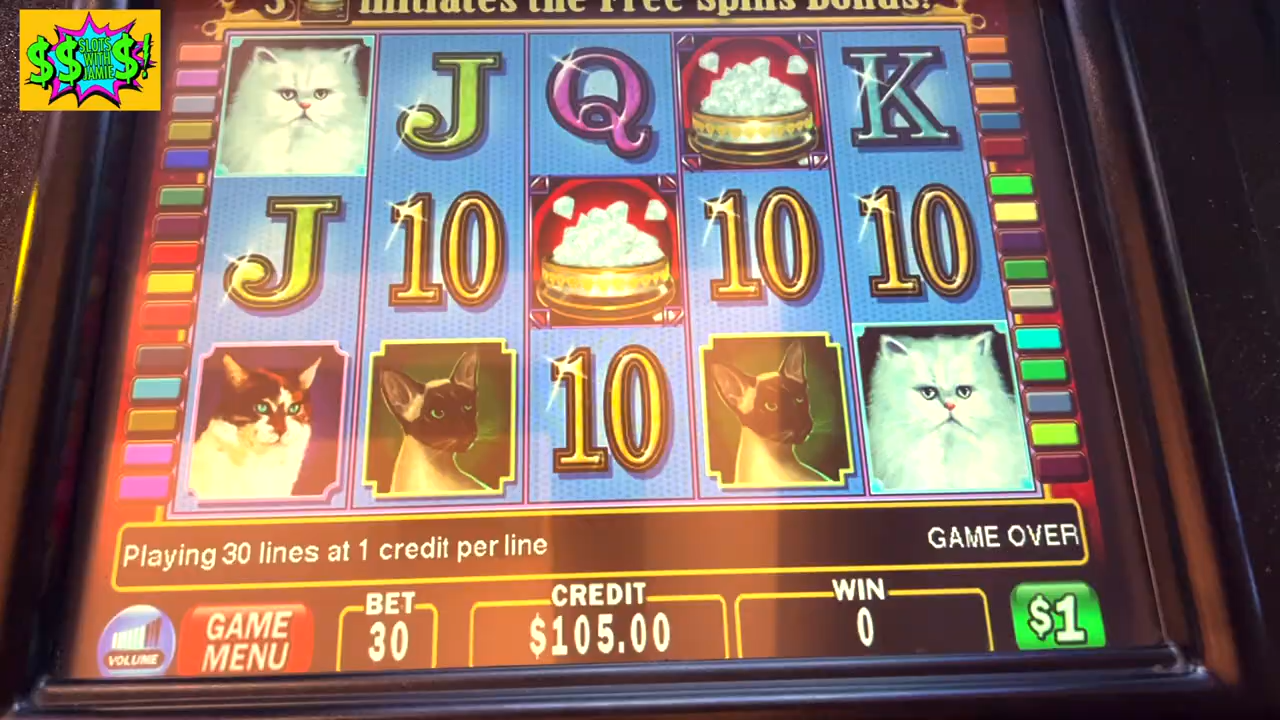 3 Initiates the Free Spins Bonus!
$$ SLOTS WITH JAMIE $!
J Q K
J 10 10 10
10
Playing 30 lines at 1 credit per line
GAME OVER
BET
30
CREDIT
$105.00
WIN
0
$1
VOLUME
GAME MENU